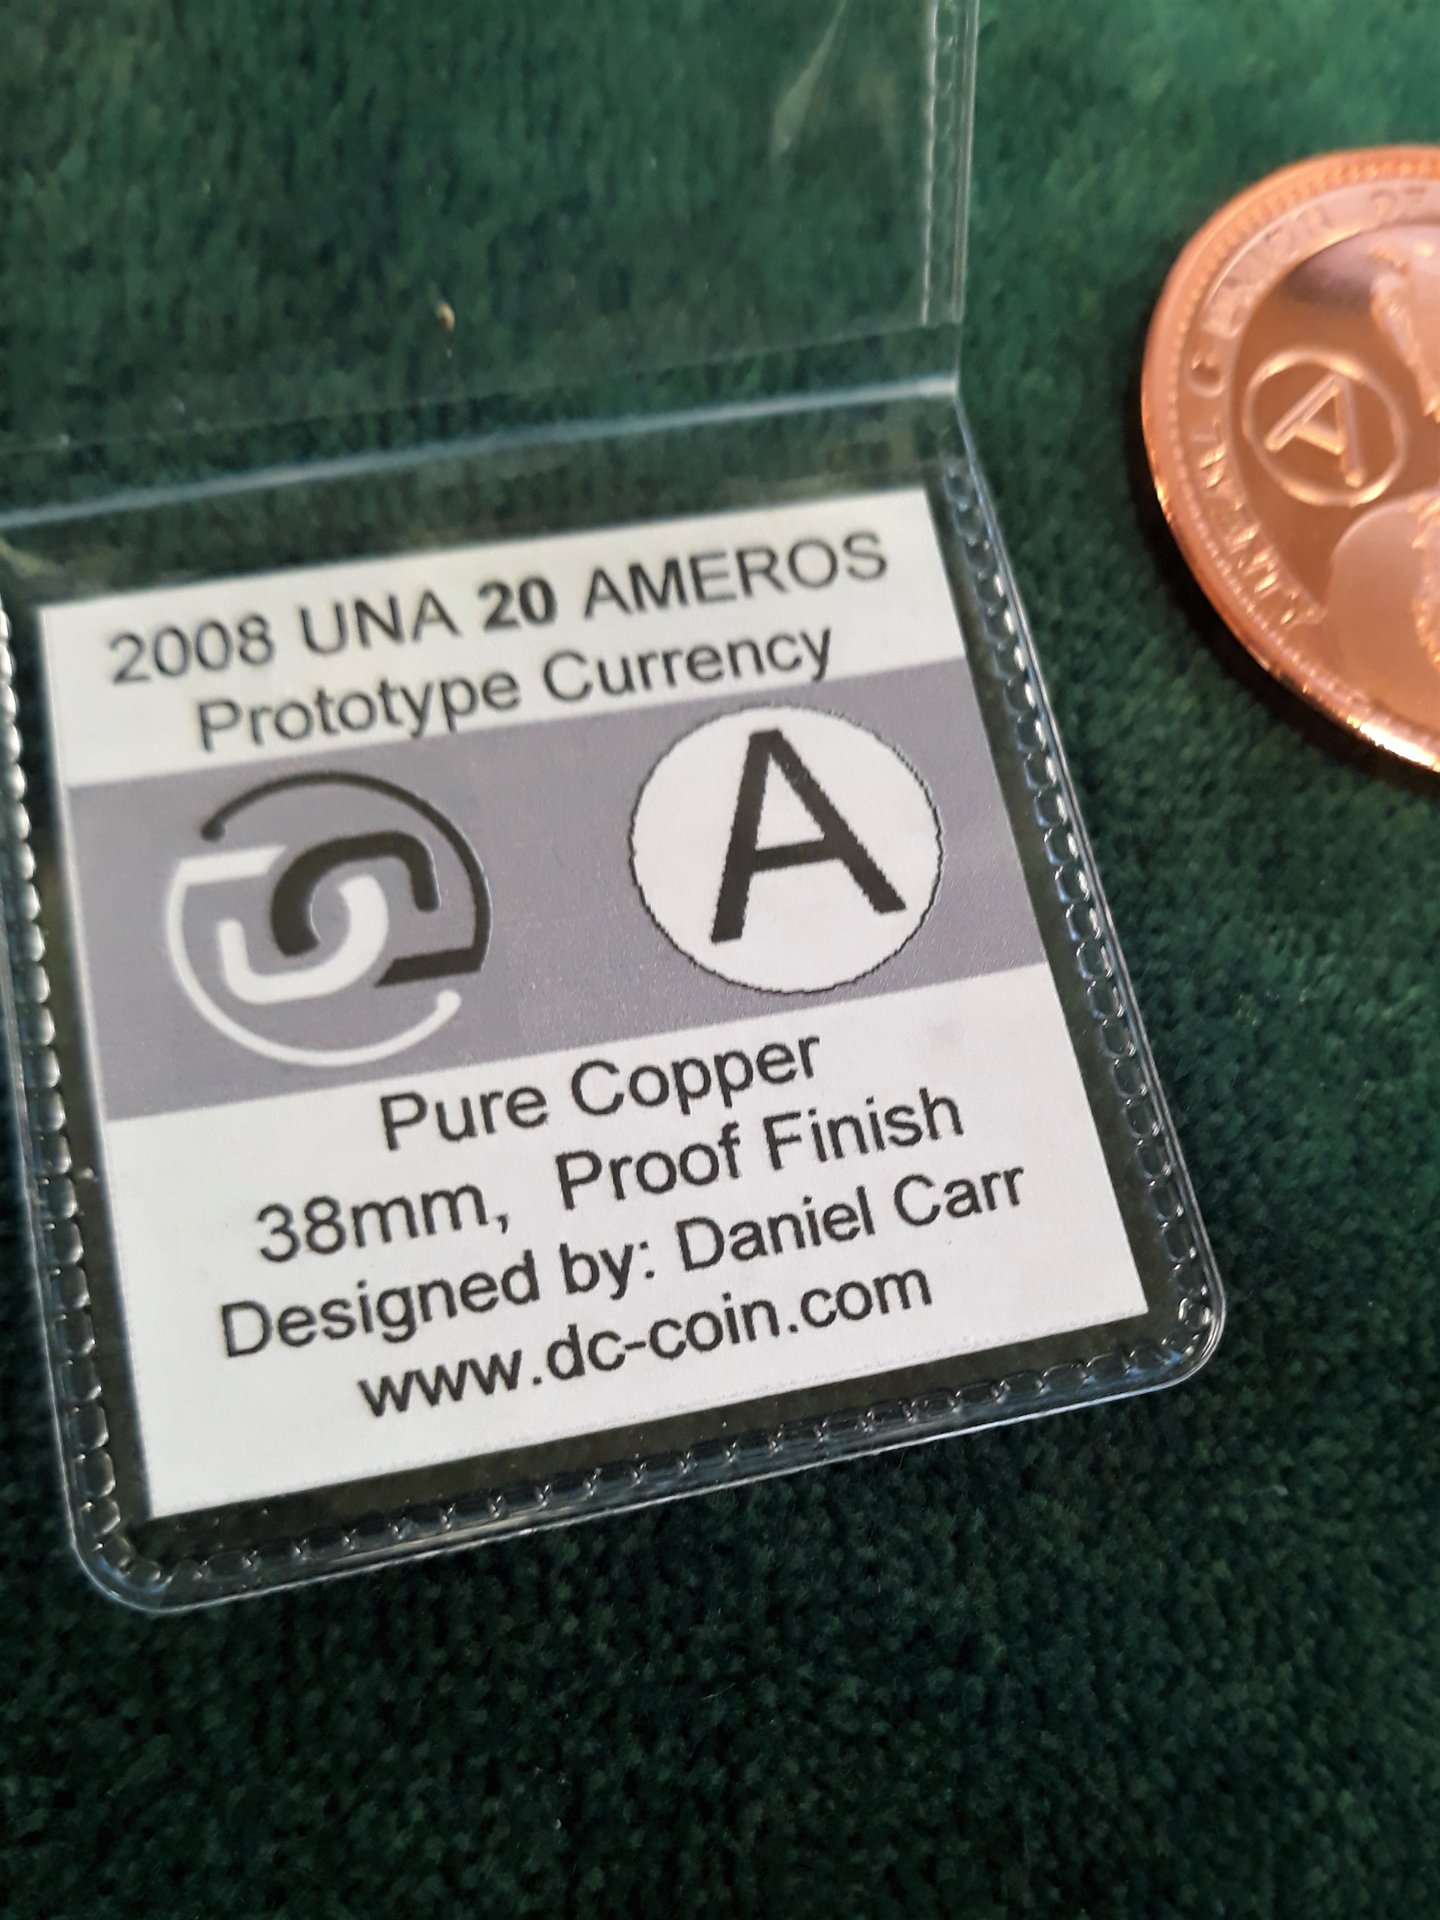 2008 UNA 20 AMEROS
Prototype Currency
A
Pure Copper
38mm, Proof Finish
Designed by: Daniel Carr
www.dc-coin.com
A